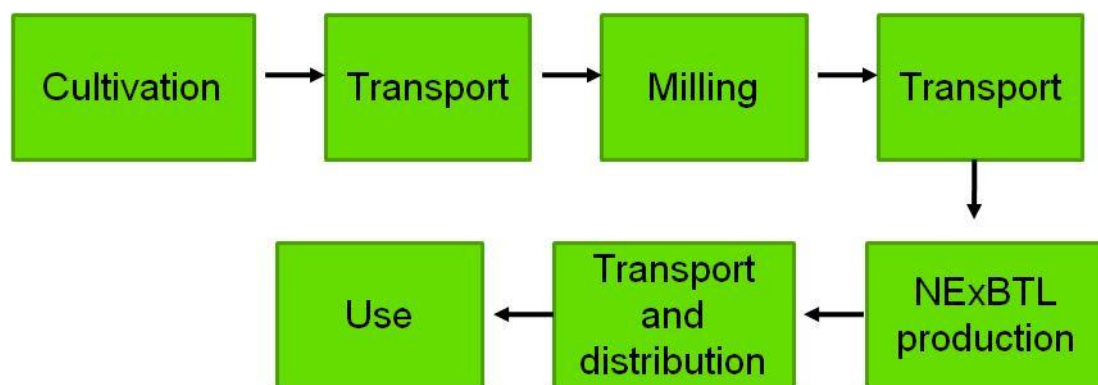 Cultivation
Transport
Milling
Transport
NExBTL
production
Transport
and
distribution
Use